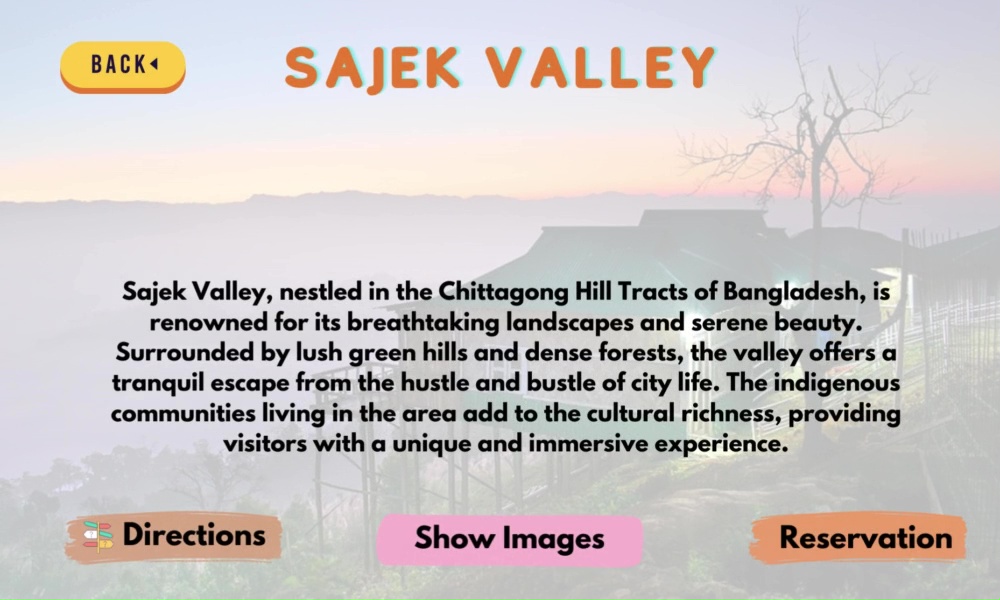 BACK
SAJEK VALLEY
Sajek Valley, nestled in the Chittagong Hill Tracts of Bangladesh, is
renowned for its breathtaking landscapes and serene beauty.
Surrounded by lush green hills and dense forests, the valley offers a
tranquil escape from the hustle and bustle of city life. The indigenous
communities living in the area add to the cultural richness, providing
visitors with a unique and immersive experience.
Directions
Show Images
Reservation